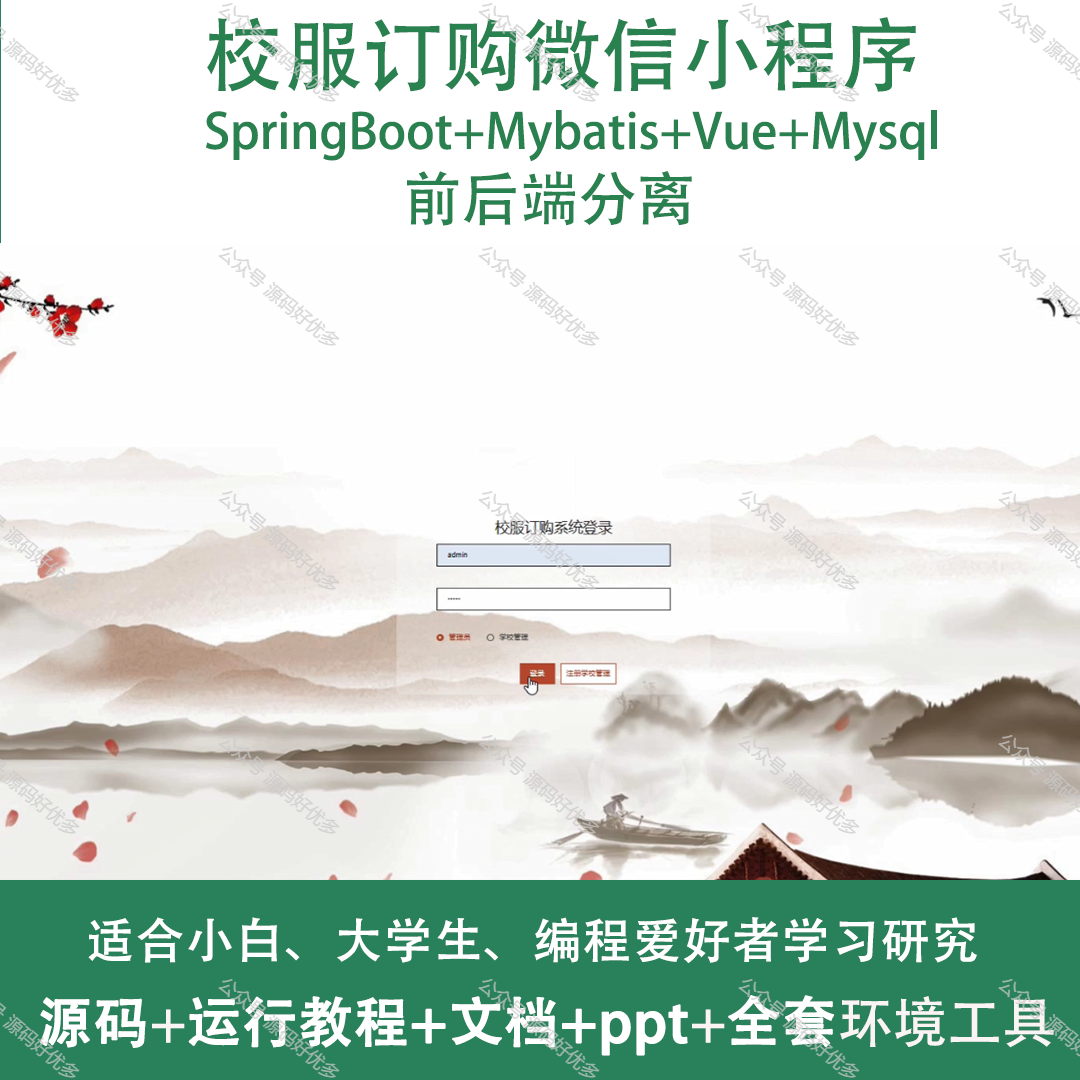 校服订购微信小程序
SpringBoot+Mybatis+Vue+Mysql
前后端分离
校服订购系统登录
admin
·····
管理员 学校管理
登录 注册学校管理
适合小白、大学生、编程爱好者学习研究
源码+运行教程+文档+ppt+全套环境工具
公众号 源码好优多